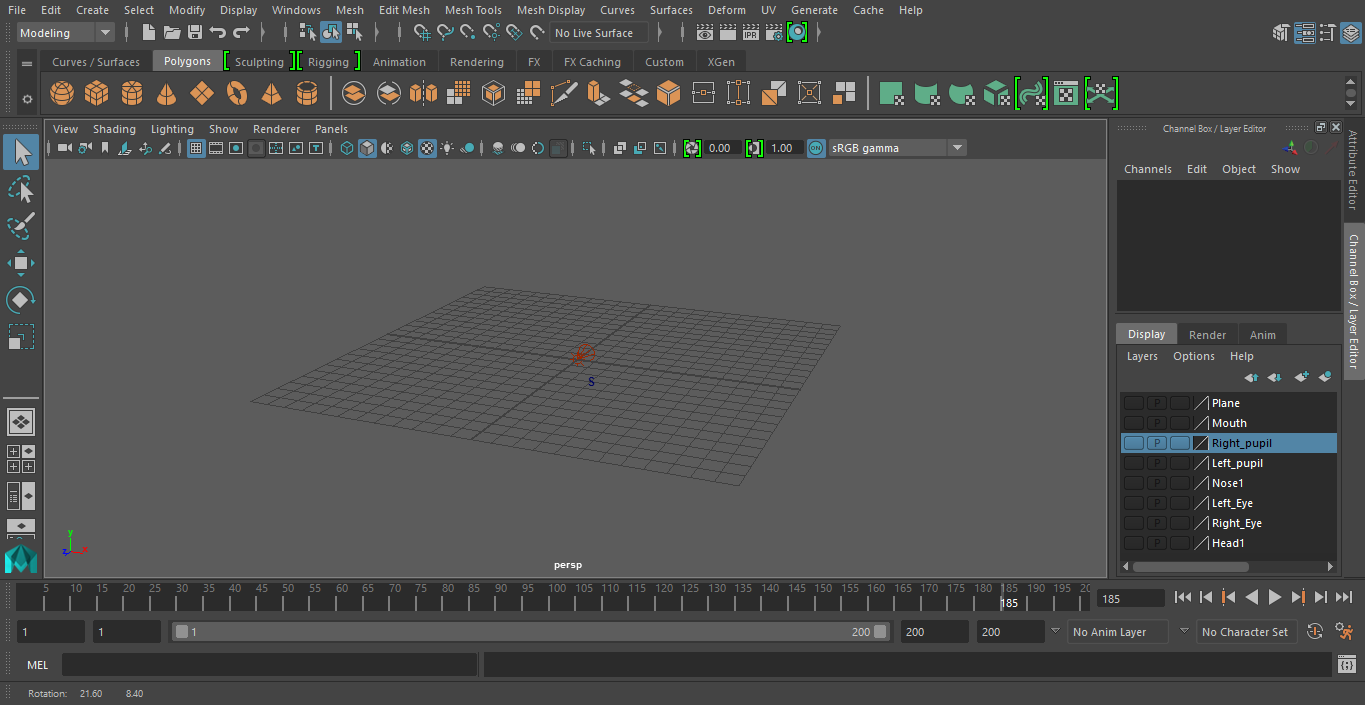 File Edit Create Select Modify Display Windows Mesh Edit Mesh Mesh Tools Mesh Display Curves Surfaces Deform UV Generate Cache Help
Modeling No Live Surface IPR
Curves / Surfaces Polygons Sculpting Rigging Animation Rendering FX FX Caching Custom XGen
View Shading Lighting Show Renderer Panels
0.00 1.00 ON sRGB gamma
Channel Box / Layer Editor
Channels Edit Object Show
Attribute Editor
Channel Box / Layer Editor
Display Render Anim
Layers Options Help
P Plane
P Mouth
P Right_pupil
P Left_pupil
P Nose1
P Left_Eye
P Right_Eye
P Head1
S
y
z x
persp
5 10 15 20 25 30 35 40 45 50 55 60 65 70 75 80 85 90 95 100 105 110 115 120 125 130 135 140 145 150 155 160 165 170 175 180 185 190 195 20
185
185
1 1 1 200 200 200 No Anim Layer No Character Set
MEL
Rotation: 21.60 8.40